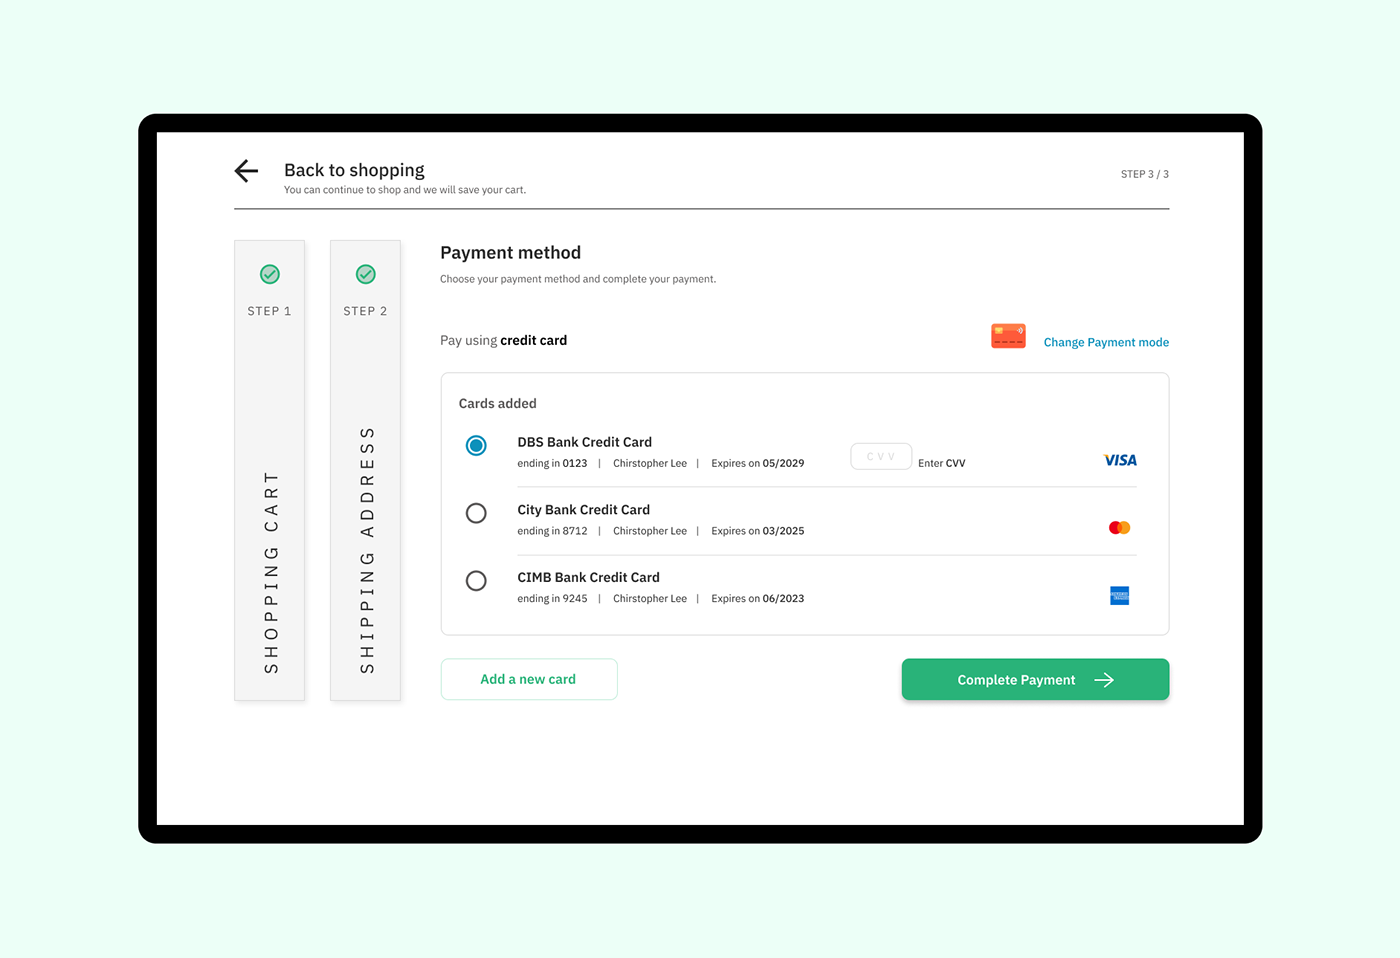 Back to shopping
You can continue to shop and we will save your cart.
STEP 3 / 3
STEP 1
SHOPPING CART
STEP 2
SHIPPING ADDRESS
Payment method
Choose your payment method and complete your payment.
Pay using credit card
Change Payment mode
Cards added
DBS Bank Credit Card
ending in 0123 | Chirstopher Lee | Expires on 05/2029
CVV
Enter CVV
VISA
City Bank Credit Card
ending in 8712 | Chirstopher Lee | Expires on 03/2025
CIMB Bank Credit Card
ending in 9245 | Chirstopher Lee | Expires on 06/2023
Add a new card
Complete Payment